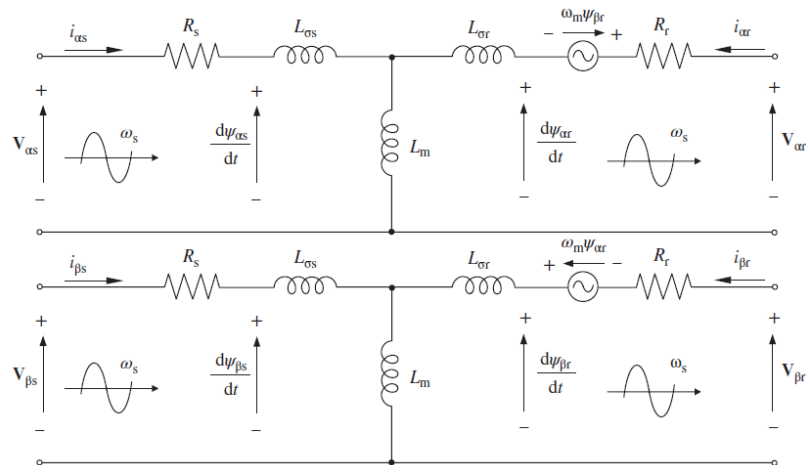 i_αs R_s L_σs L_σr − ω_mψ_βr + R_r i_αr
+ + + +
V_αs ω_s dψ_αs/dt L_m dψ_αr/dt ω_s V_αr
− − − −
i_βs R_s L_σs L_σr + ω_mψ_αr − R_r i_βr
+ + + +
V_βs ω_s dψ_βs/dt L_m dψ_βr/dt ω_s V_βr
− − − −